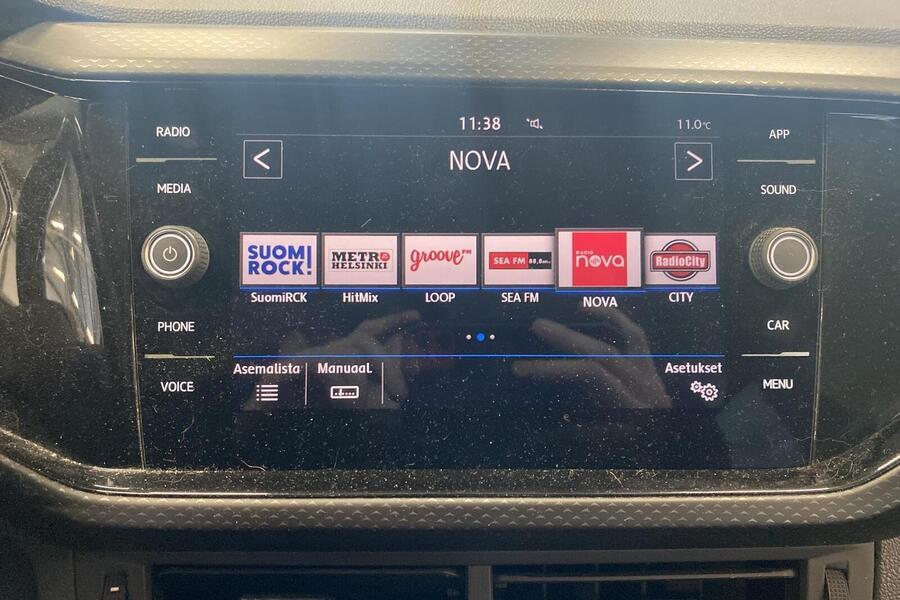 RADIO
MEDIA
PHONE
VOICE
11:38
11.0°C
<
NOVA
>
SUOMI
ROCK!
METRO
HELSINKI
groove FM
SEA FM
RADIO
nova
RadioCity
SuomiRCK
HitMix
LOOP
SEA FM
NOVA
CITY
Asemalista
Manuaal.
Asetukset
APP
SOUND
CAR
MENU